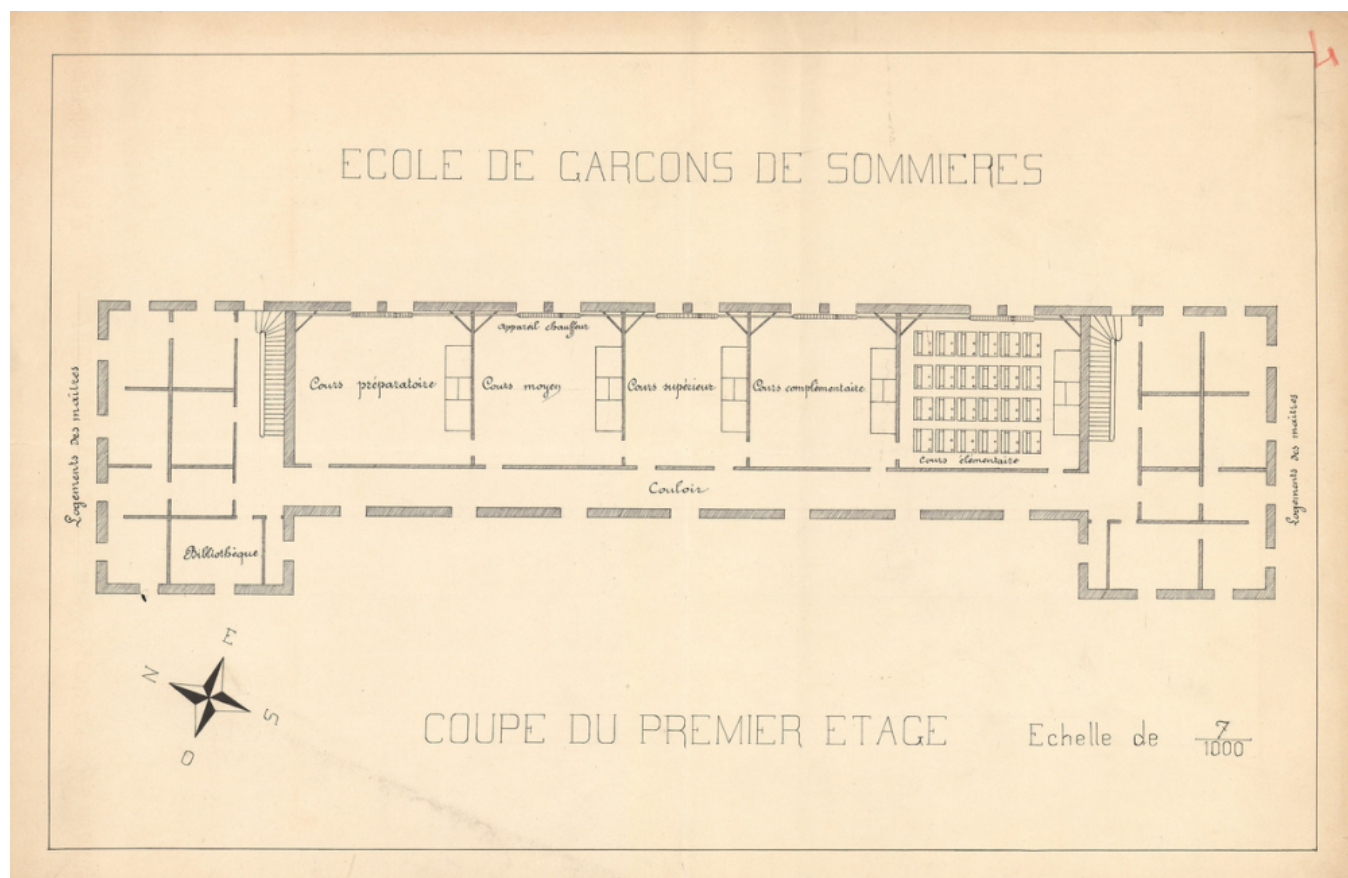 4
ECOLE DE GARCONS DE SOMMIERES
appareil chauffeur
Cours préparatoire
Cours moyen
Cours supérieur
Cours complémentaire
Cours élémentaire
Logements des maîtres
Logements des maîtres
Couloir
Bibliothèque
E
N
S
O
COUPE DU PREMIER ETAGE
Echelle de 7/1000